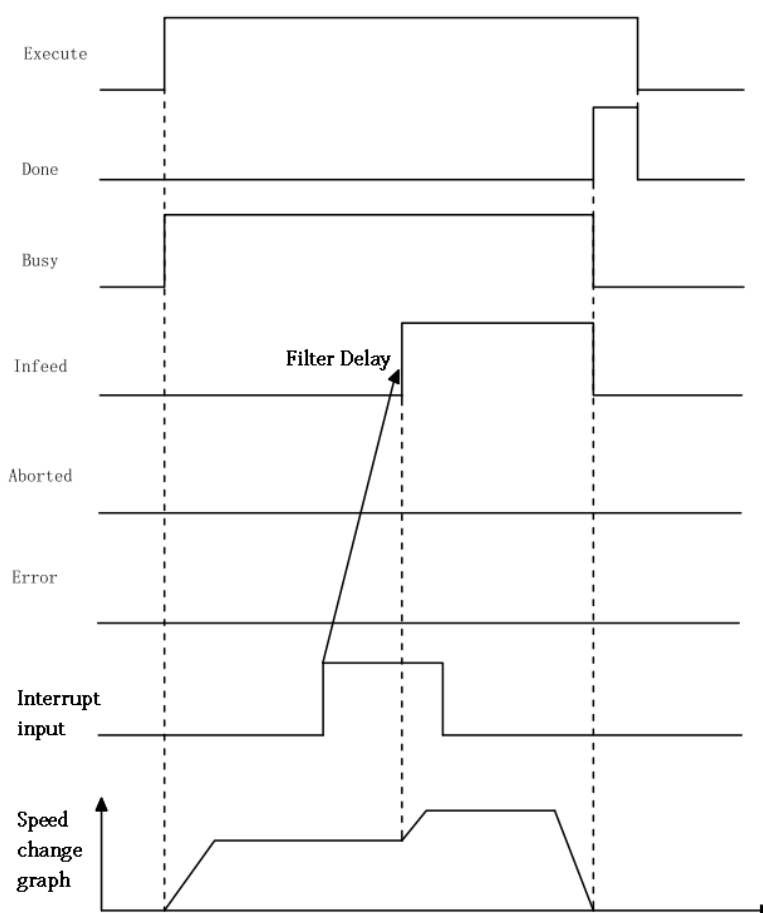 Execute
Done
Busy
Filter Delay
Infeed
Aborted
Error
Interrupt
input
Speed
change
graph